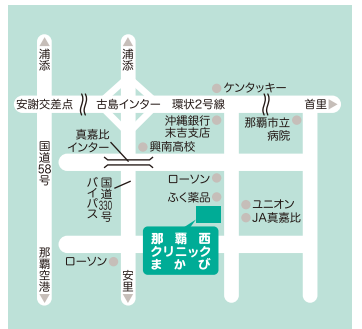 浦添
浦添
ケンタッキー
安謝交差点
古島インター
環状2号線
首里
沖縄銀行
末吉支店
那覇市立
病院
真嘉比
インター
興南高校
国道58号
国道330号
バイパス
ローソン
ふく薬品
ユニオン
JA真嘉比
那覇西
クリニック
まかび
ローソン
那覇空港
安里